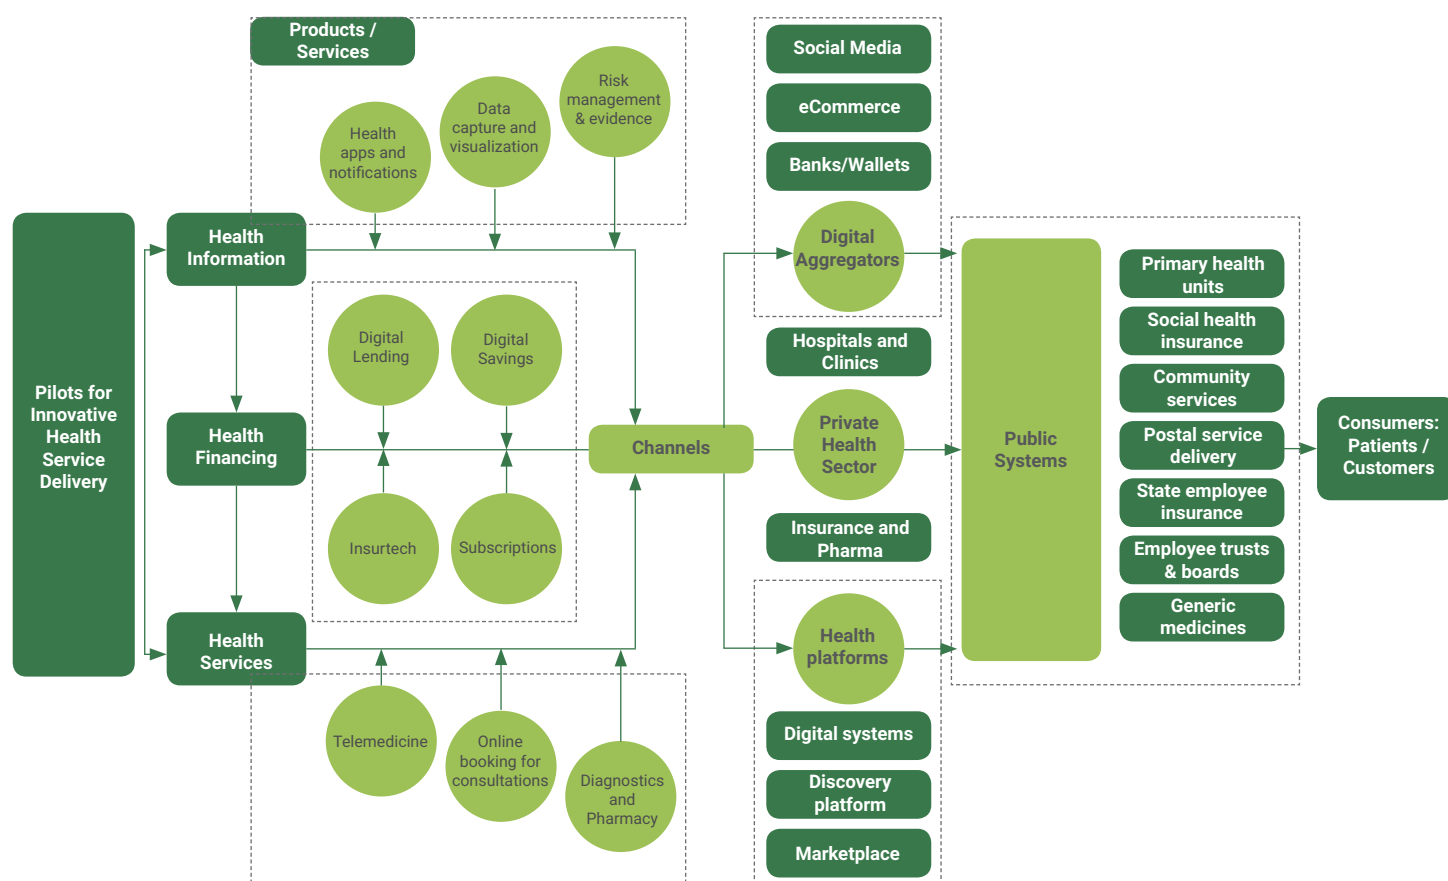 Products /
Services
Risk
management
& evidence
Data
capture and
visualization
Health
apps and
notifications
Pilots for
Innovative
Health
Service
Delivery
Health
Information
Health
Financing
Health
Services
Digital
Lending
Digital
Savings
Insurtech
Subscriptions
Telemedicine
Online
booking for
consultations
Diagnostics
and
Pharmacy
Channels
Social Media
eCommerce
Banks/Wallets
Digital
Aggregators
Hospitals and
Clinics
Private
Health
Sector
Insurance and
Pharma
Health
platforms
Digital systems
Discovery
platform
Marketplace
Public
Systems
Primary health
units
Social health
insurance
Community
services
Postal service
delivery
State employee
insurance
Employee trusts
& boards
Generic
medicines
Consumers:
Patients /
Customers